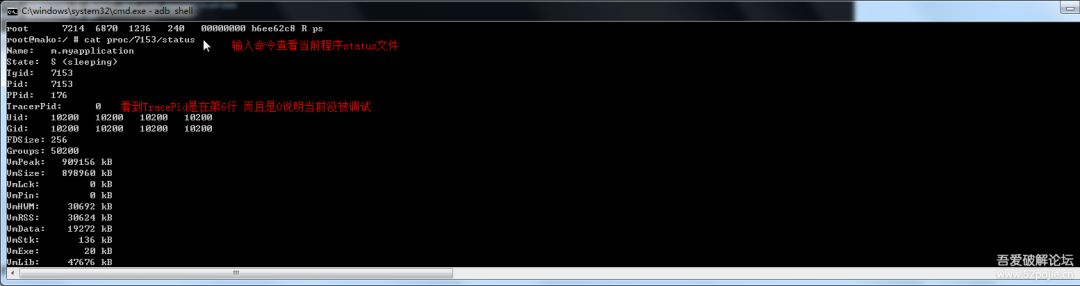 C:\windows\system32\cmd.exe - adb shell
root 7214 6870 1236 240 00000000 b6ee62c8 R ps
root@mako:/ # cat proc/7153/status
输入命令查看当前程序status文件
Name: m.myapplication
State: S (sleeping)
Tgid: 7153
Pid: 7153
PPid: 176
TracerPid: 0 看到TracePid是在第6行 而且是0说明当前没被调试
Uid: 10200 10200 10200 10200
Gid: 10200 10200 10200 10200
FDSize: 256
Groups: 50200
VmPeak: 909156 kB
VmSize: 898960 kB
VmLck: 0 kB
VmPin: 0 kB
VmHWM: 30692 kB
VmRSS: 30624 kB
VmData: 19272 kB
VmStk: 136 kB
VmExe: 20 kB
VmLib: 47676 kB
吾爱破解论坛
www.52pojie.cn